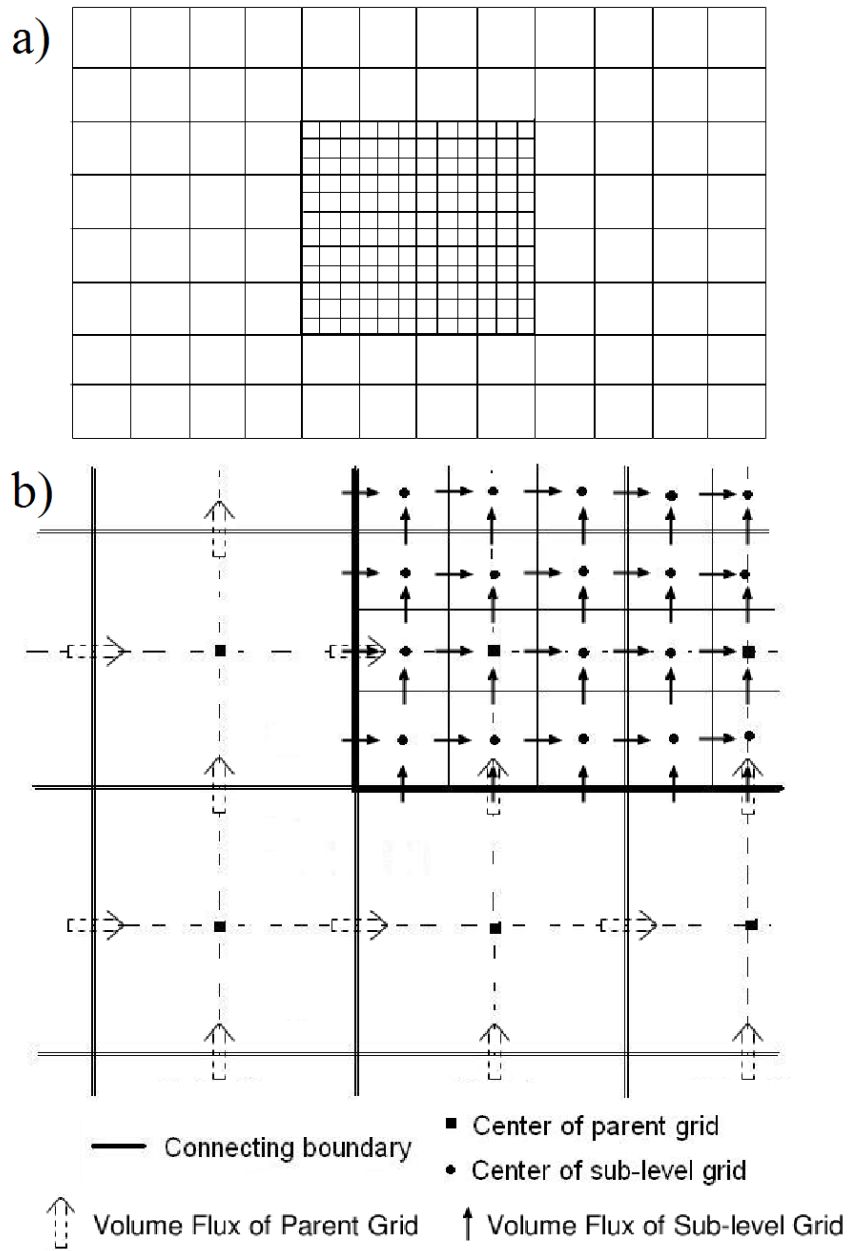 a)
b)
Connecting boundary
Center of parent grid
Center of sub-level grid
Volume Flux of Parent Grid
Volume Flux of Sub-level Grid